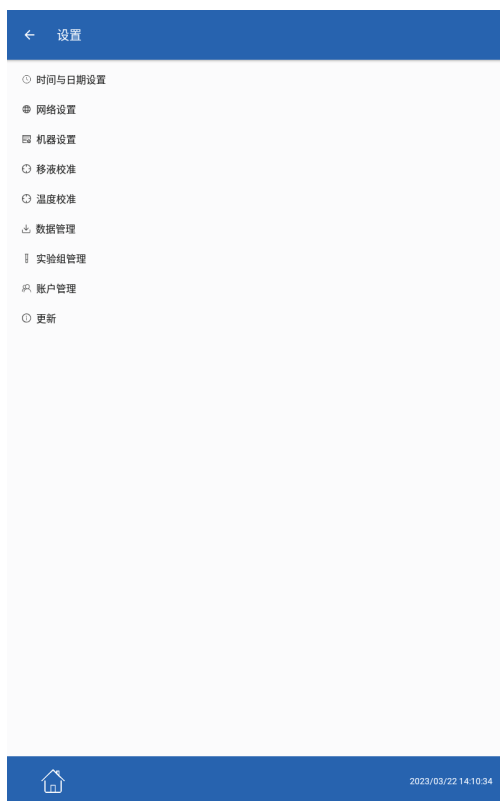 设置
时间与日期设置
网络设置
机器设置
移液校准
温度校准
数据管理
实验组管理
账户管理
更新
2023/03/22 14:10:34